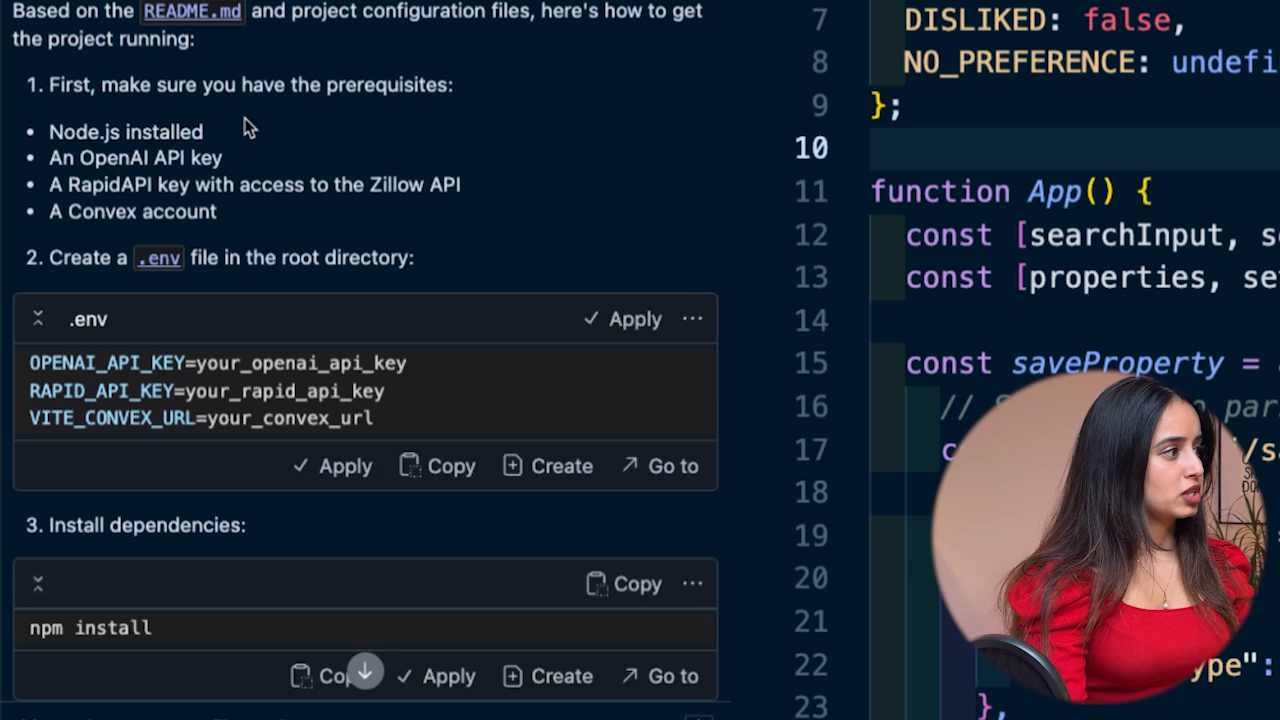 Based on the README.md and project configuration files, here's how to get
the project running:
1. First, make sure you have the prerequisites:
• Node.js installed
• An OpenAI API key
• A RapidAPI key with access to the Zillow API
• A Convex account
2. Create a .env file in the root directory:
.env
Apply
OPENAI_API_KEY=your_openai_api_key
RAPID_API_KEY=your_rapid_api_key
VITE_CONVEX_URL=your_convex_url
Apply Copy Create Go to
3. Install dependencies:
Copy
npm install
Apply Create Go to
7 DISLIKED: false,
8 NO_PREFERENCE: undefi
9 };
10
11 function App() {
12 const [searchInput, s
13 const [properties, se
14
15 const saveProperty =
16 //
17
18
19
20
21
22 ype":
23 },